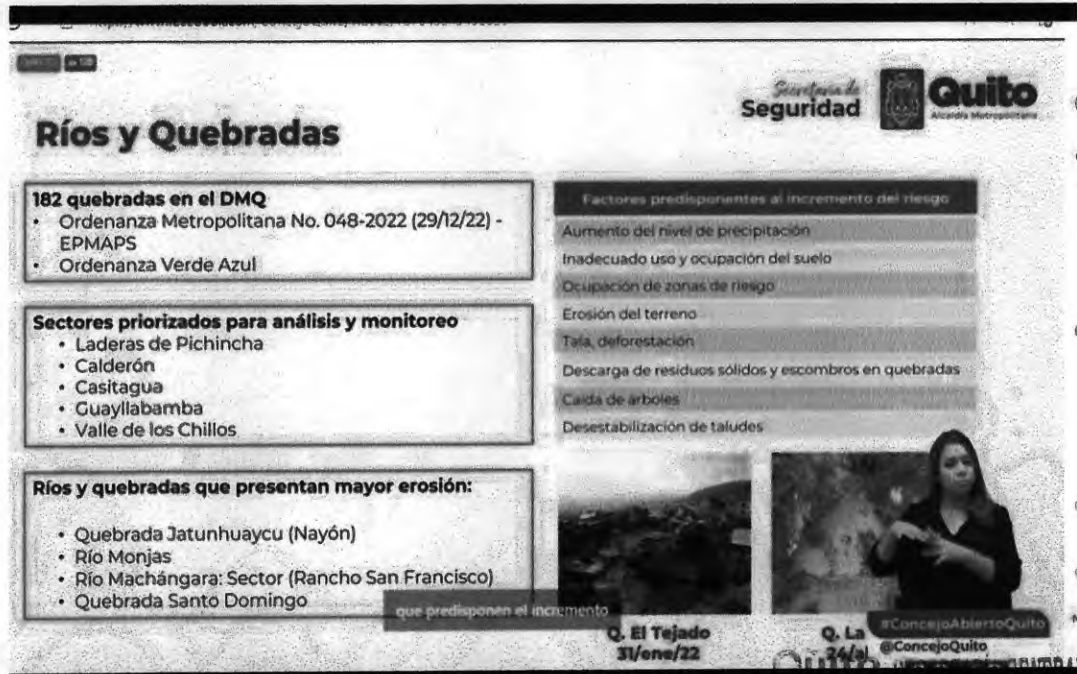 Secretaría de
Seguridad
Quito
Alcaldía Metropolitana
Ríos y Quebradas
182 quebradas en el DMQ
• Ordenanza Metropolitana No. 048-2022 (29/12/22) -
EPMAPS
• Ordenanza Verde Azul
Sectores priorizados para análisis y monitoreo
• Laderas de Pichincha
• Calderón
• Casitagua
• Guayllabamba
• Valle de los Chillos
Ríos y quebradas que presentan mayor erosión:
• Quebrada Jatunhuaycu (Nayón)
• Río Monjas
• Río Machángara: Sector (Rancho San Francisco)
• Quebrada Santo Domingo
Factores predisponentes al incremento del riesgo
Aumento del nivel de precipitación
Inadecuado uso y ocupación del suelo
Ocupación de zonas de riesgo
Erosión del terreno
Tala, deforestación
Descarga de residuos sólidos y escombros en quebradas
Caída de árboles
Desestabilización de taludes
que predisponen el incremento
Q. El Tejado
31/ene/22
Q. La
24/a
#ConcejoAbiertoQuito
@ConcejoQuito